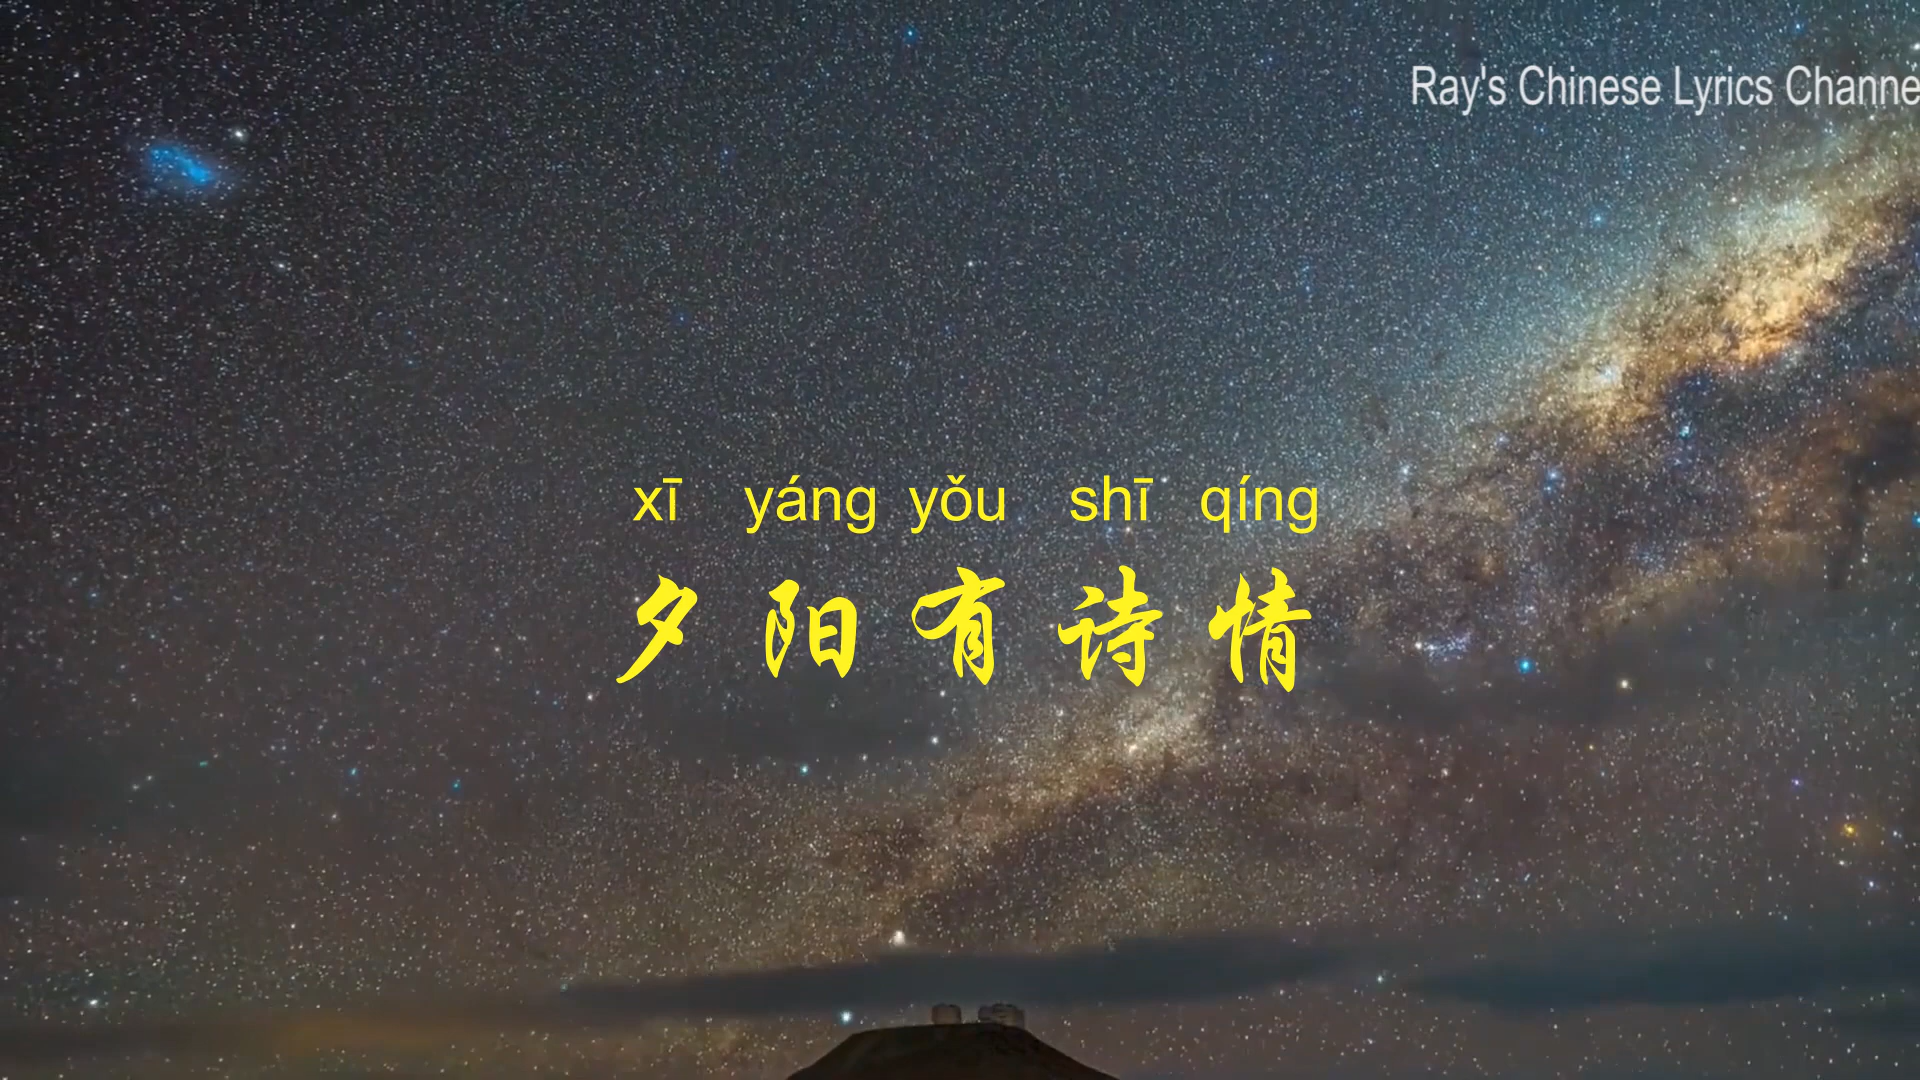 Ray's Chinese Lyrics Channe
xī yáng yǒu shī qíng
夕阳有诗情